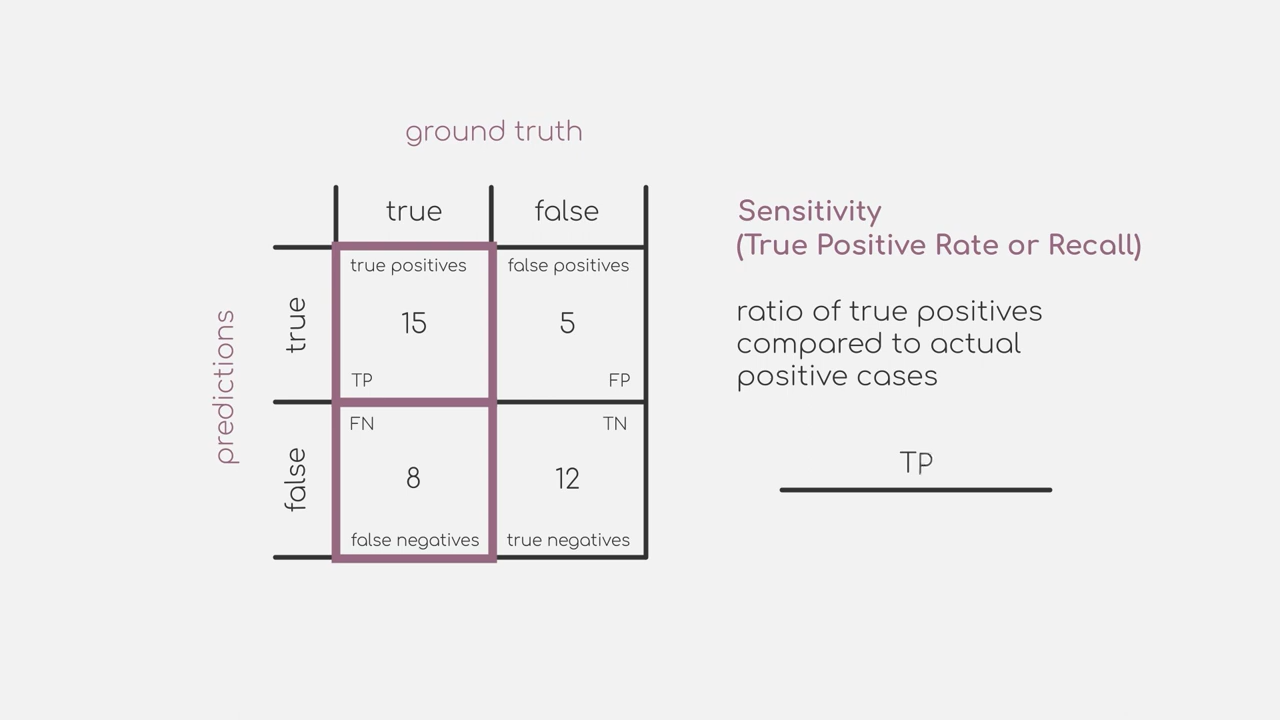 ground truth
true
false
predictions
true
true positives
15
TP
false positives
5
FP
false
FN
8
false negatives
TN
12
true negatives
Sensitivity
(True Positive Rate or Recall)
ratio of true positives
compared to actual
positive cases
TP